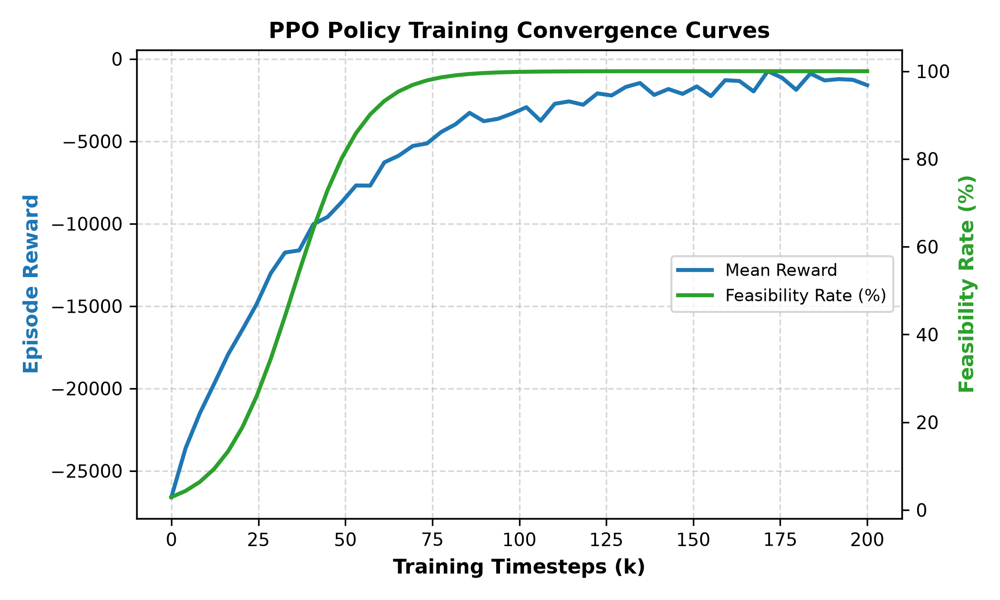 PPO Policy Training Convergence Curves
0
−5000
−10000
−15000
−20000
−25000
Episode Reward
100
80
60
40
20
0
Feasibility Rate (%)
Mean Reward
Feasibility Rate (%)
0 25 50 75 100 125 150 175 200
Training Timesteps (k)